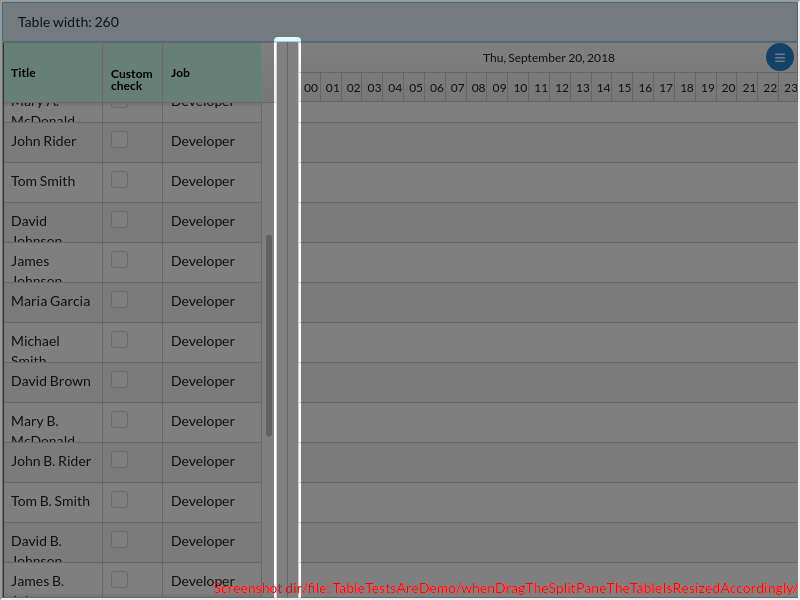 Table width: 260
Title
Custom
check
Job
Thu, September 20, 2018
00 01 02 03 04 05 06 07 08 09 10 11 12 13 14 15 16 17 18 19 20 21 22 23
Mary A.
McDonald
Developer
John Rider
Developer
Tom Smith
Developer
David
Johnson
Developer
James
Johnson
Developer
Maria Garcia
Developer
Michael
Smith
Developer
David Brown
Developer
Mary B.
McDonald
Developer
John B. Rider
Developer
Tom B. Smith
Developer
David B.
Johnson
Developer
James B.
Developer
Screenshot dir/file: TableTestsAreDemo/whenDragTheSplitPaneTheTableIsResizedAccordingly/